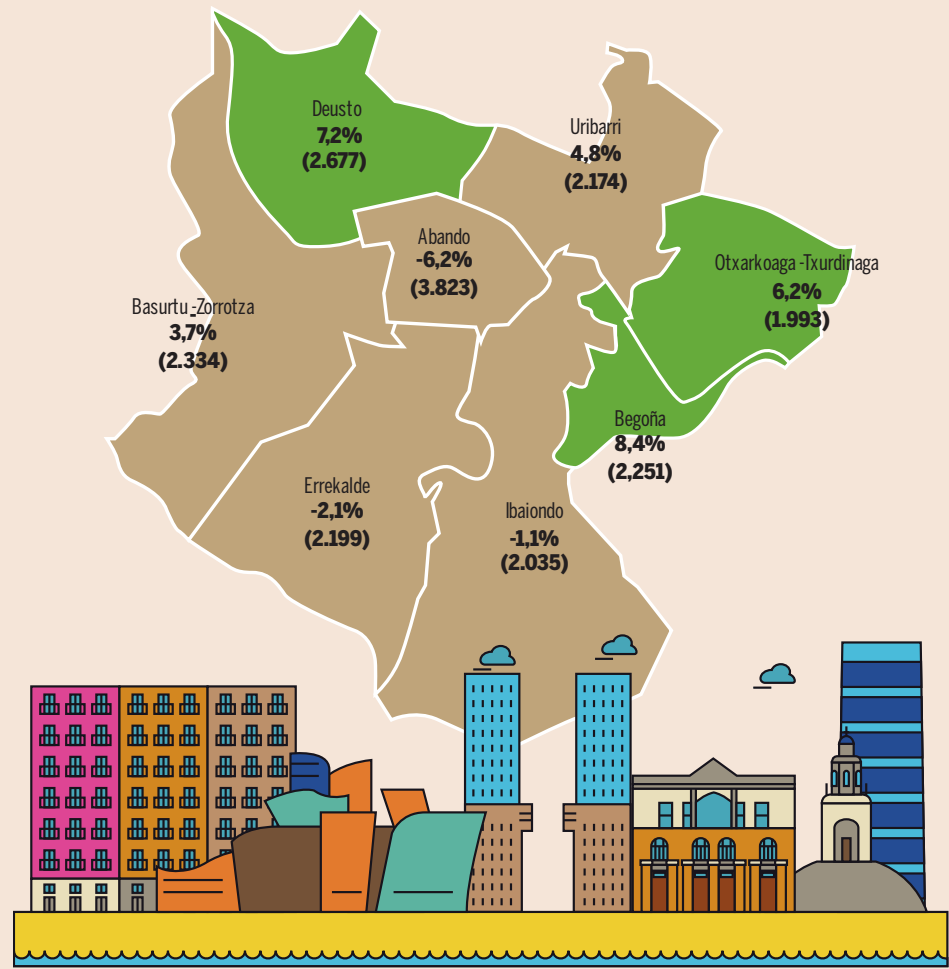 Deusto
7,2%
(2.677)
Uribarri
4,8%
(2.174)
Abando
-6,2%
(3.823)
Otxarkoaga -Txurdinaga
6,2%
(1.993)
Basurtu -Zorrotza
3,7%
(2.334)
Begoña
8,4%
(2,251)
Errekalde
-2,1%
(2.199)
Ibaiondo
-1,1%
(2.035)